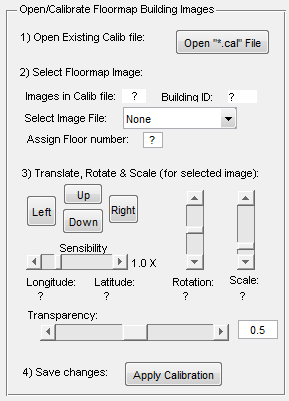 Open/Calibrate Floormap Building Images
1) Open Existing Calib file: Open "*.cal" File
2) Select Floormap Image:
Images in Calib file: ? Building ID: ?
Select Image File: None
Assign Floor number: ?
3) Translate, Rotate & Scale (for selected image):
Up
Left Right
Down
Sensibility
1.0 X
Longitude: Latitude: Rotation: Scale:
? ? ? ?
Transparency:
0.5
4) Save changes: Apply Calibration